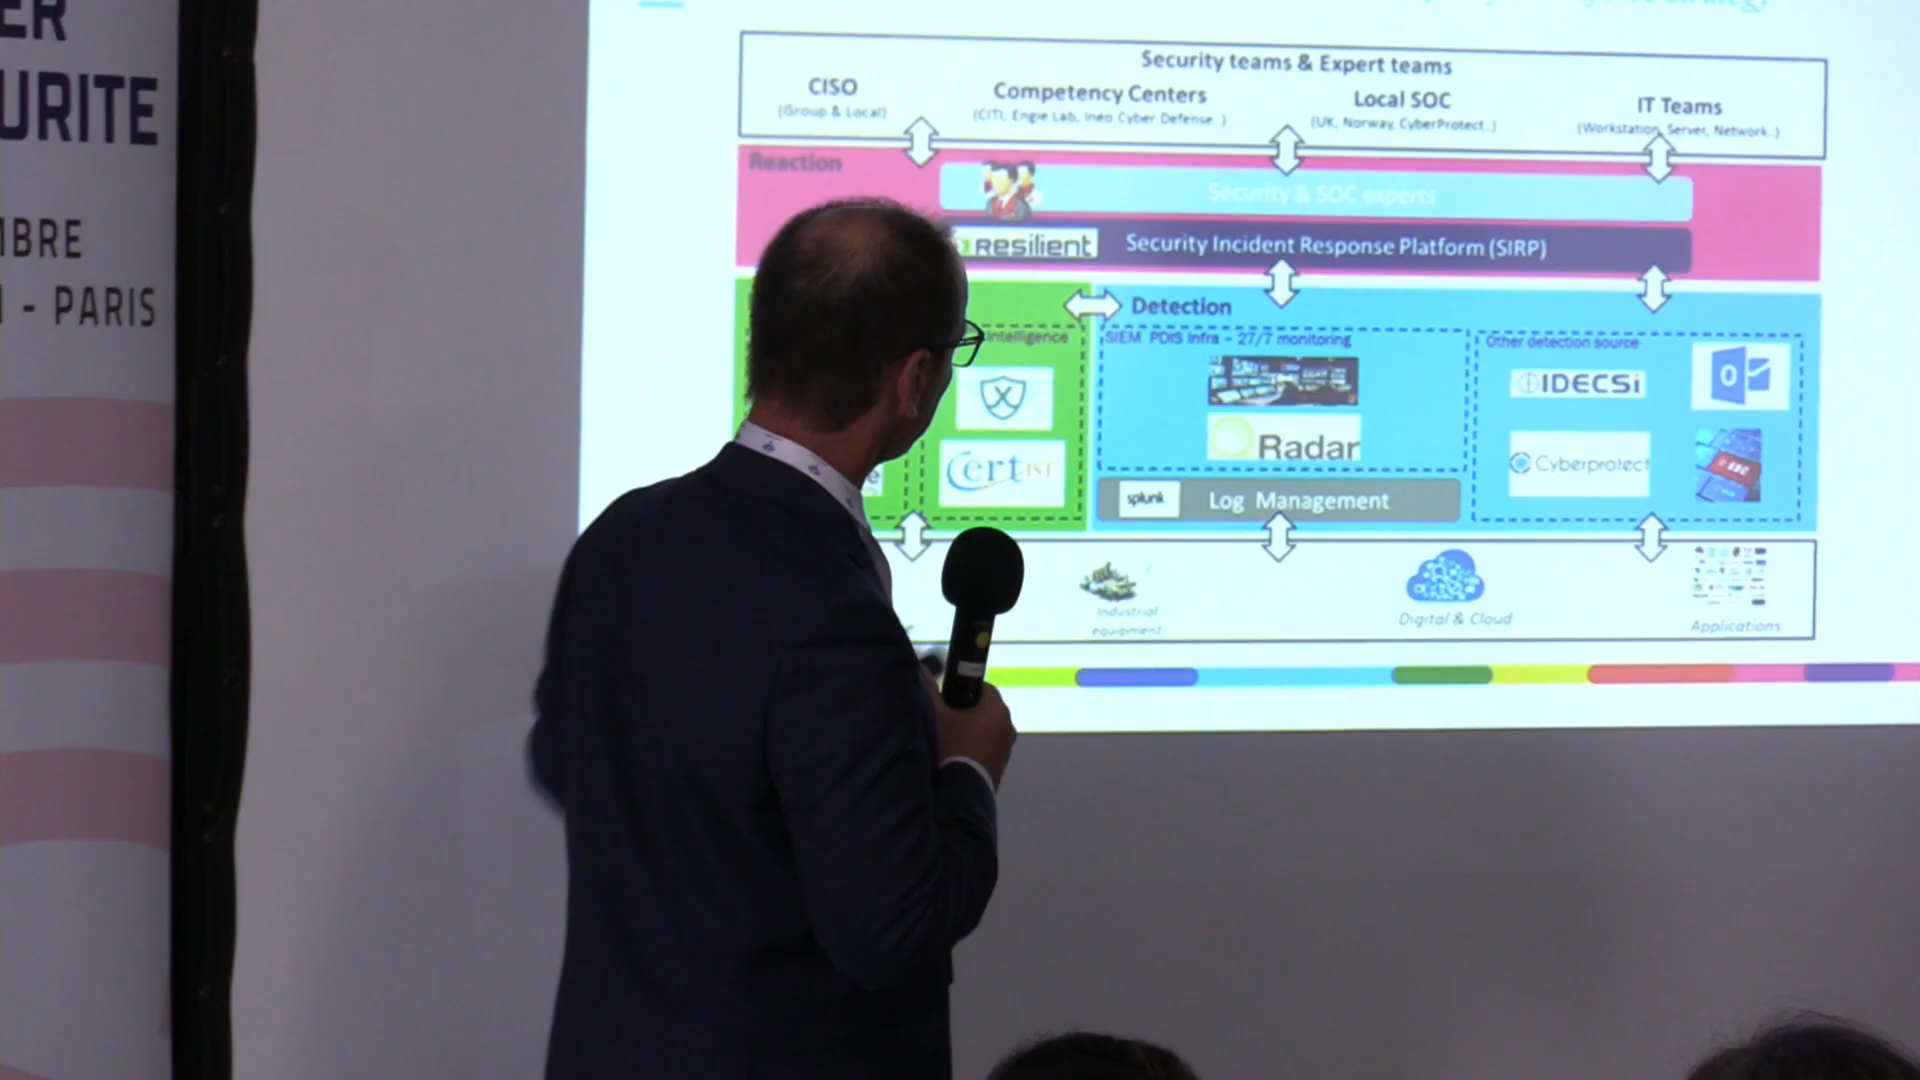 ER
URITE
MBRE
- PARIS
strategy
Security teams & Expert teams
CISO
(Group & Local)
Competency Centers
(CITI, Engie Lab, Ineo Cyber Defense..)
Local SOC
(UK, Norway, CyberProtect..)
IT Teams
(Workstation, Server, Network..)
Reaction
Security & SOC experts
Resilient
Security Incident Response Platform (SIRP)
Detection
Intelligence
Cert IST
SIEM PDIS Infra - 27/7 monitoring
Radar
splunk
Log Management
Other detection source
IDECSI
Cyberprotect
Industrial
equipment
Digital & Cloud
Applications